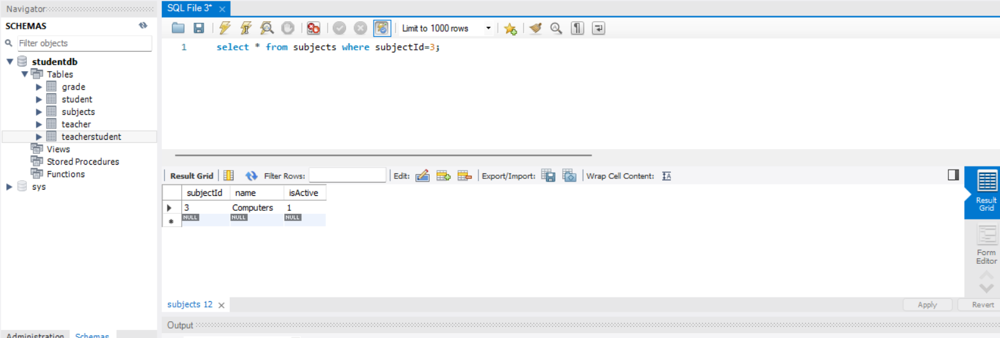 Navigator
SCHEMAS
Filter objects
studentdb
Tables
grade
student
subjects
teacher
teacherstudent
Views
Stored Procedures
Functions
sys
Administration Schemas
SQL File 3*
Limit to 1000 rows
1 select * from subjects where subjectId=3;
Result Grid Filter Rows: Edit: Export/Import: Wrap Cell Content:
subjectId name isActive
3 Computers 1
NULL NULL NULL
Result
Grid
Form
Editor
subjects 12
Apply Revert
Output